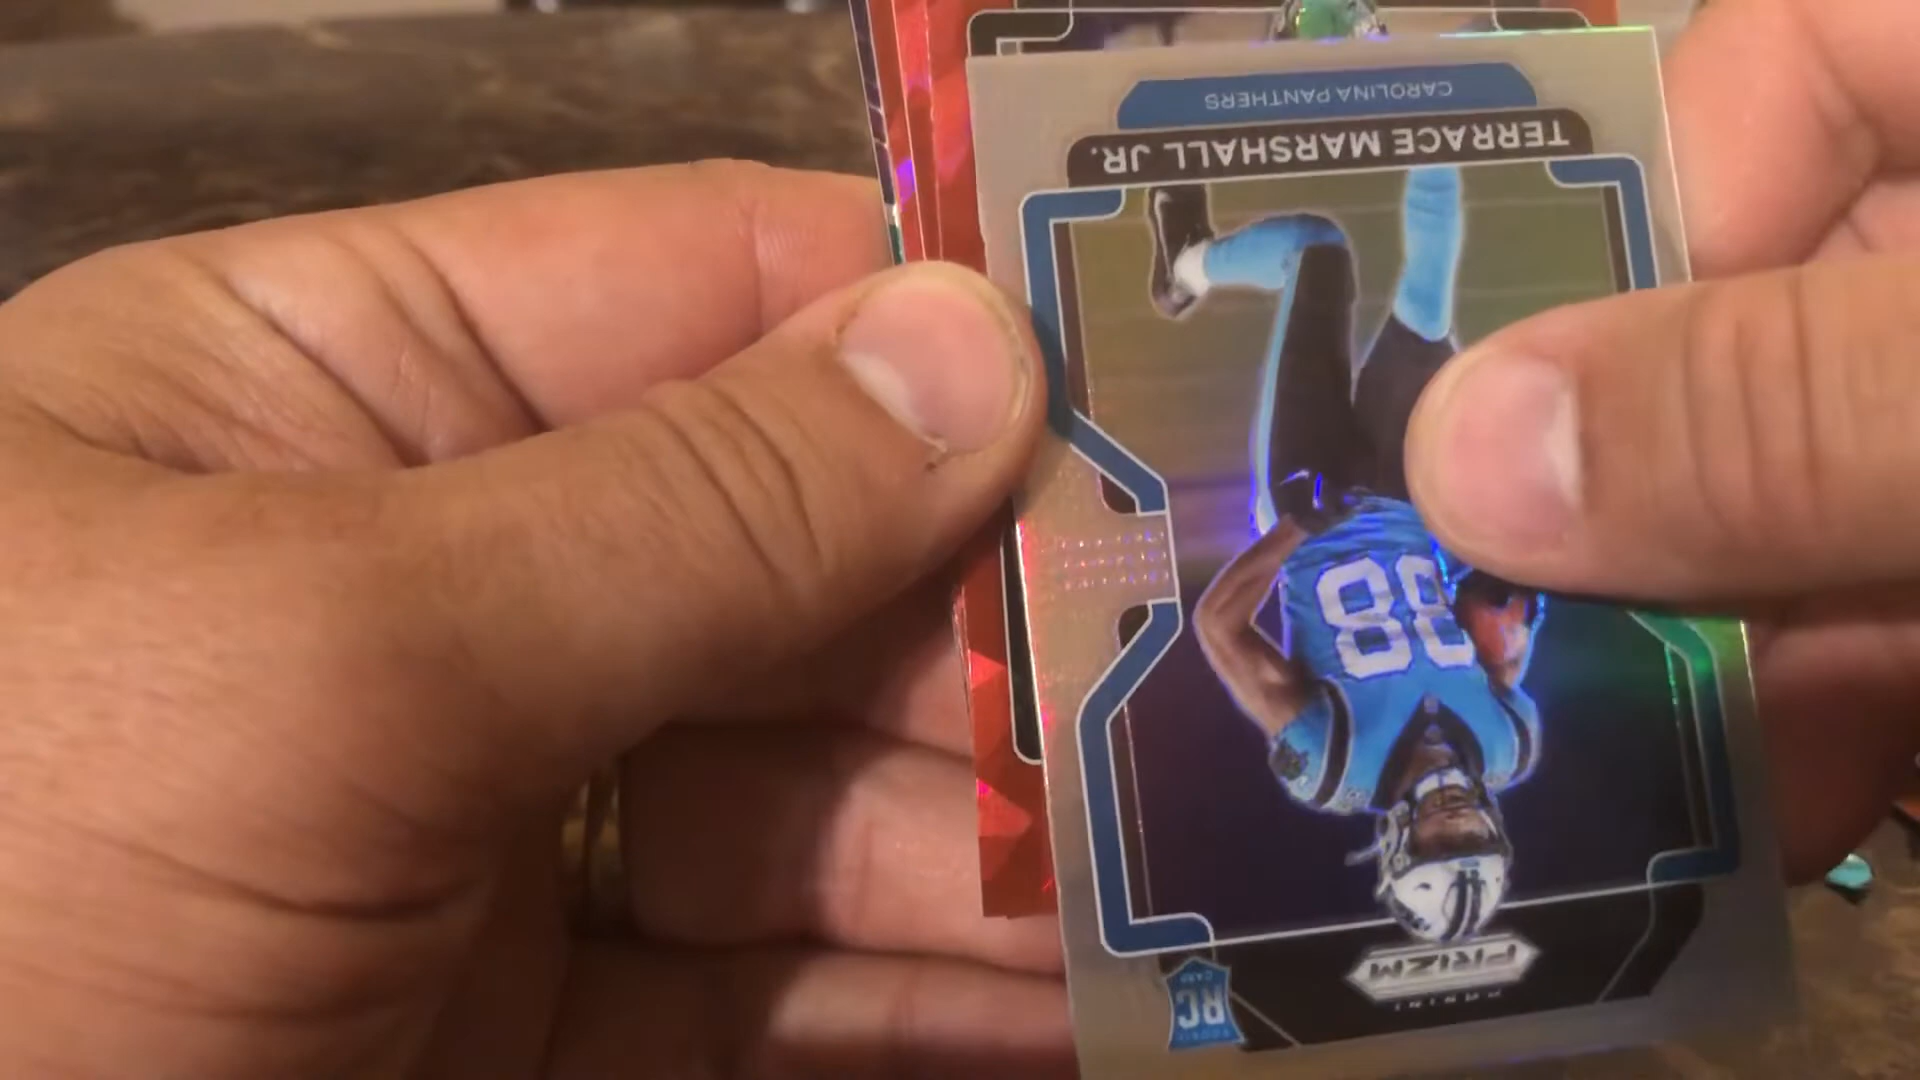 PANINI
PRIZM
ROOKIE
RC
CARD
88
TERRACE MARSHALL JR.
CAROLINA PANTHERS